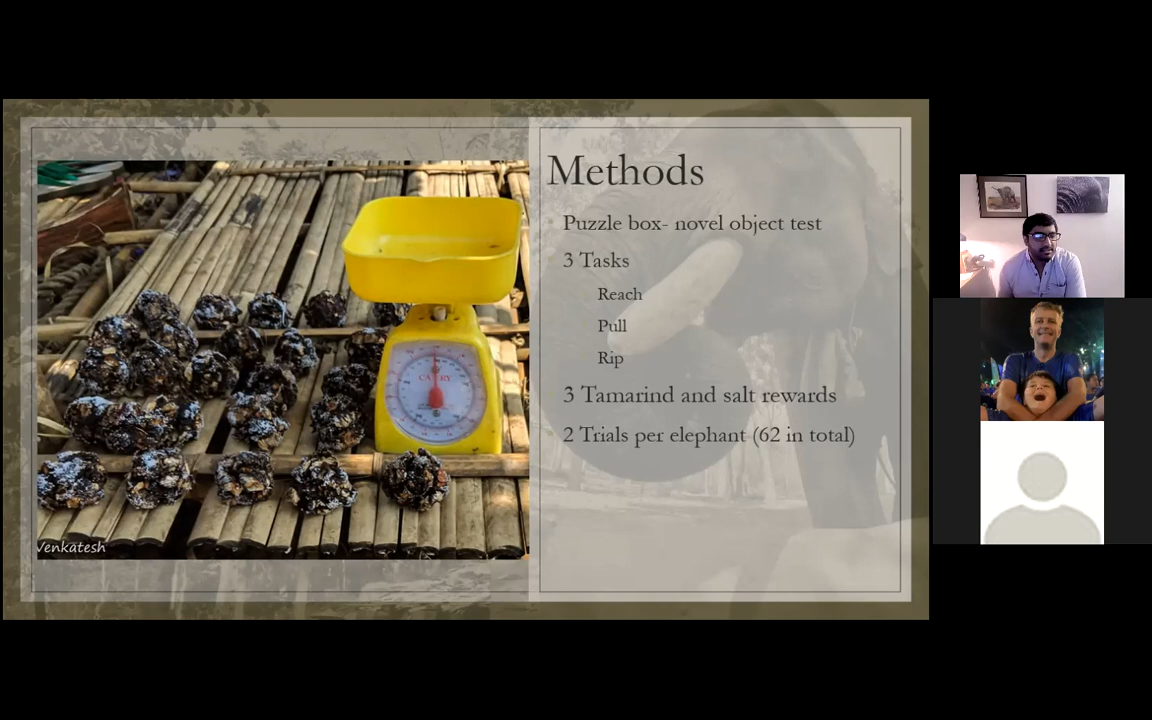 Methods
Puzzle box- novel object test
3 Tasks
Reach
Pull
Rip
3 Tamarind and salt rewards
2 Trials per elephant (62 in total)
Venkatesh